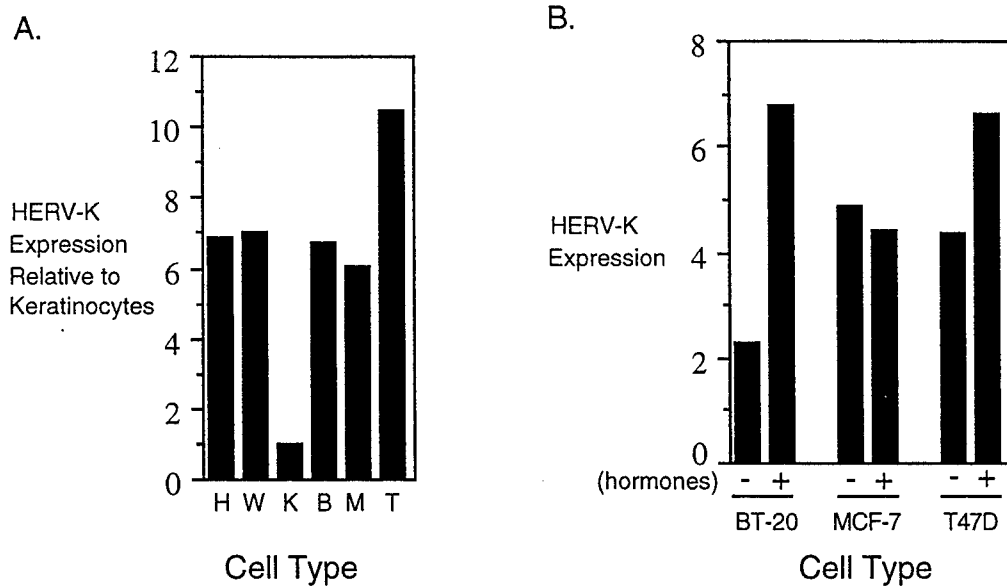 A.
12
10
8
6
4
2
0
HERV-K
Expression
Relative to
Keratinocytes
H W K B M T
Cell Type
B.
8
6
4
2
0
HERV-K
Expression
(hormones) - + - + - +
BT-20 MCF-7 T47D
Cell Type